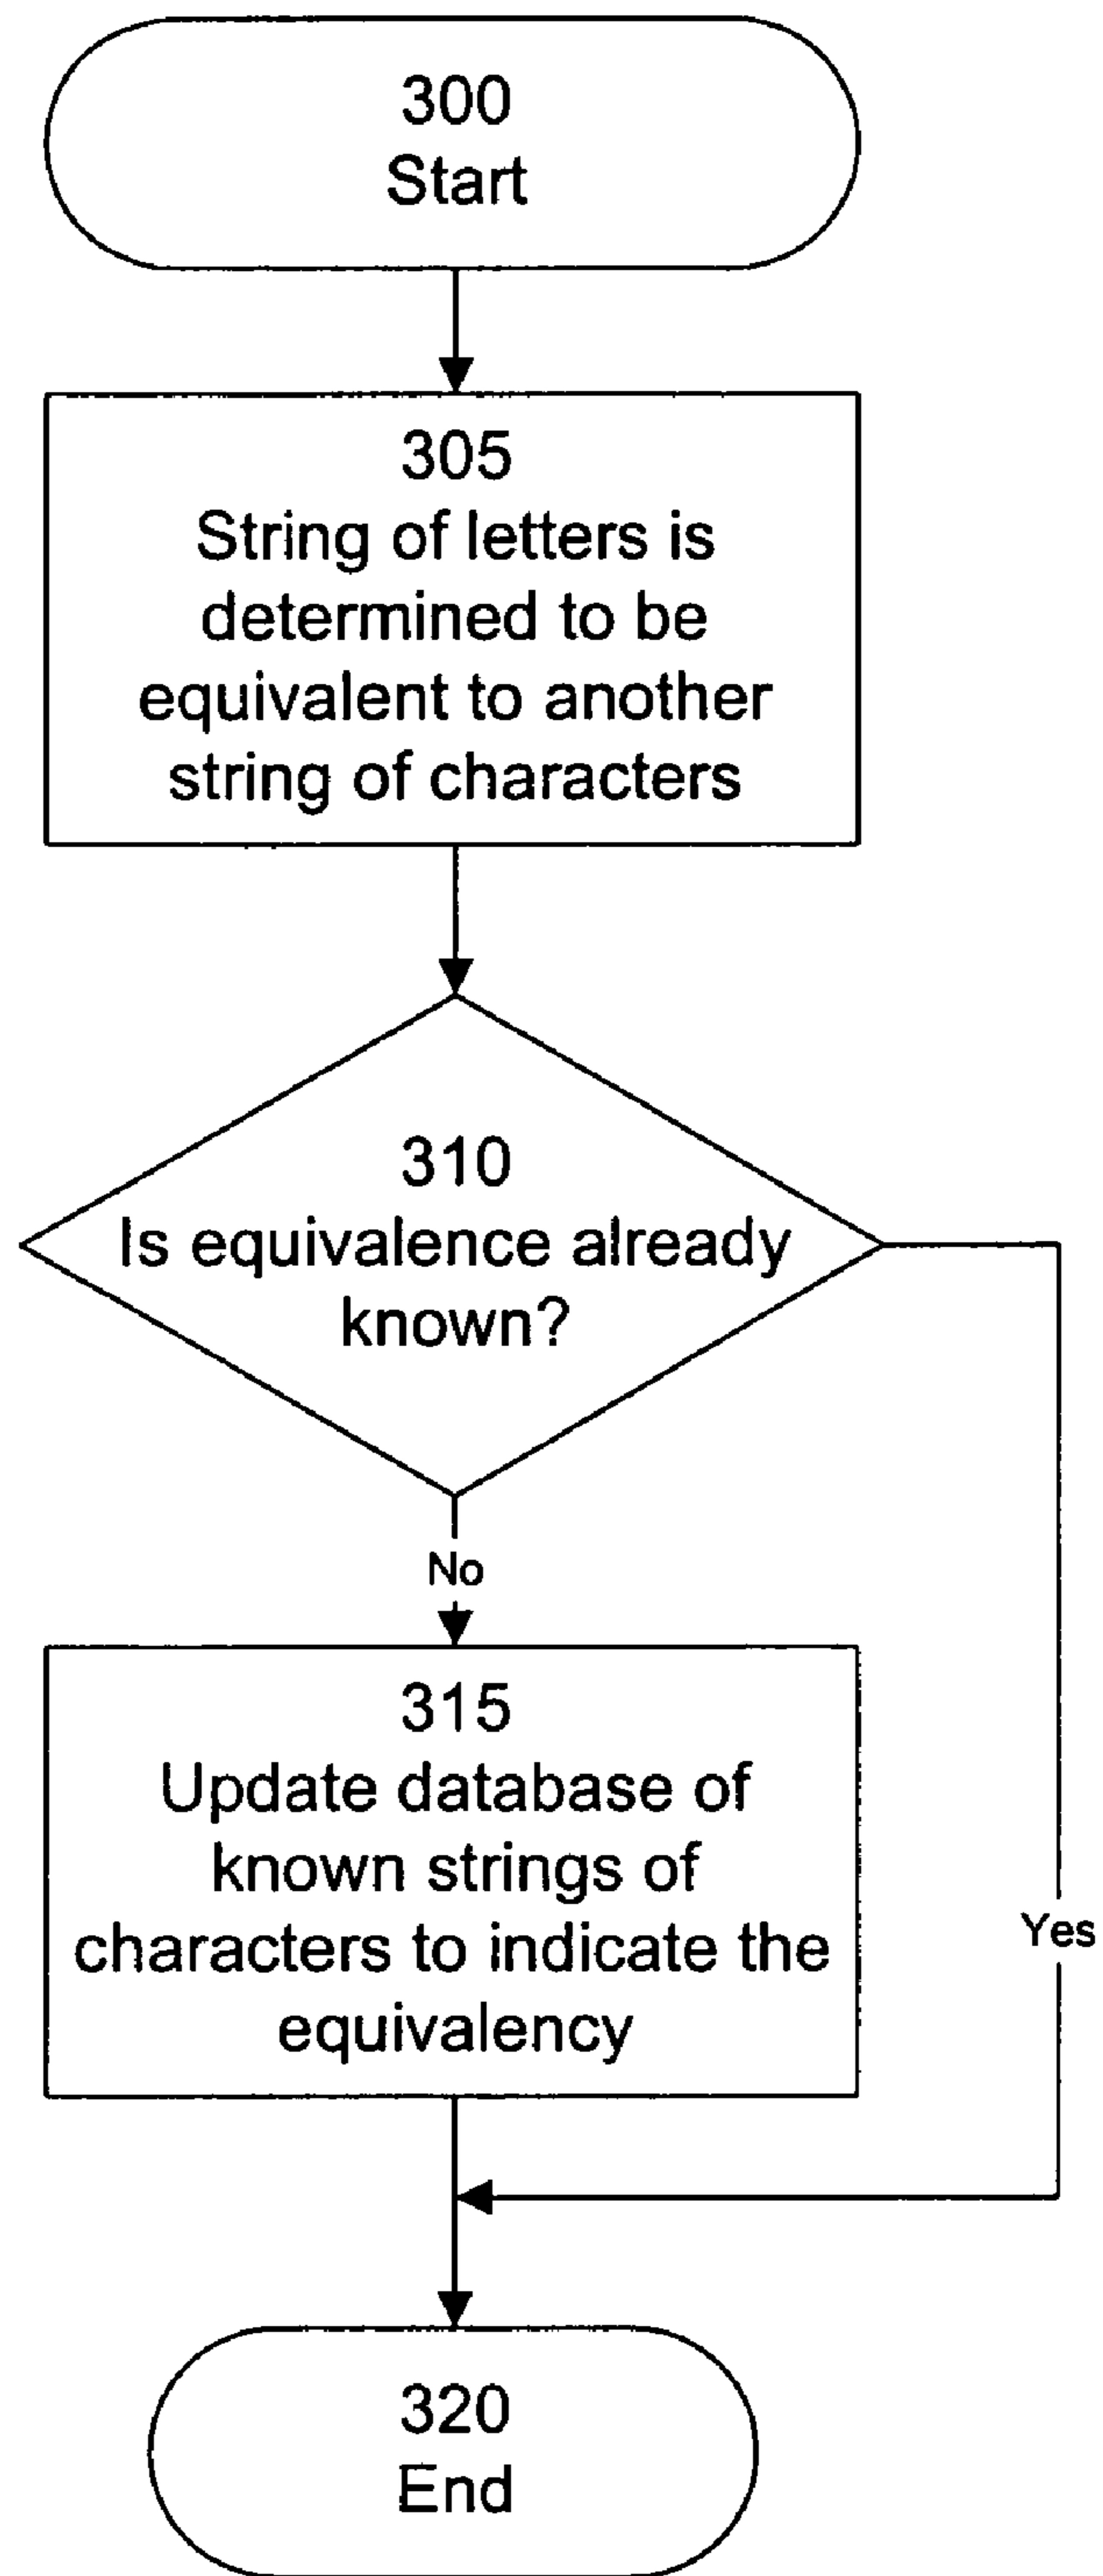 300
Start
305
String of letters is
determined to be
equivalent to another
string of characters
310
Is equivalence already
known?
No
315
Update database of
known strings of
characters to indicate the
equivalency
Yes
320
End